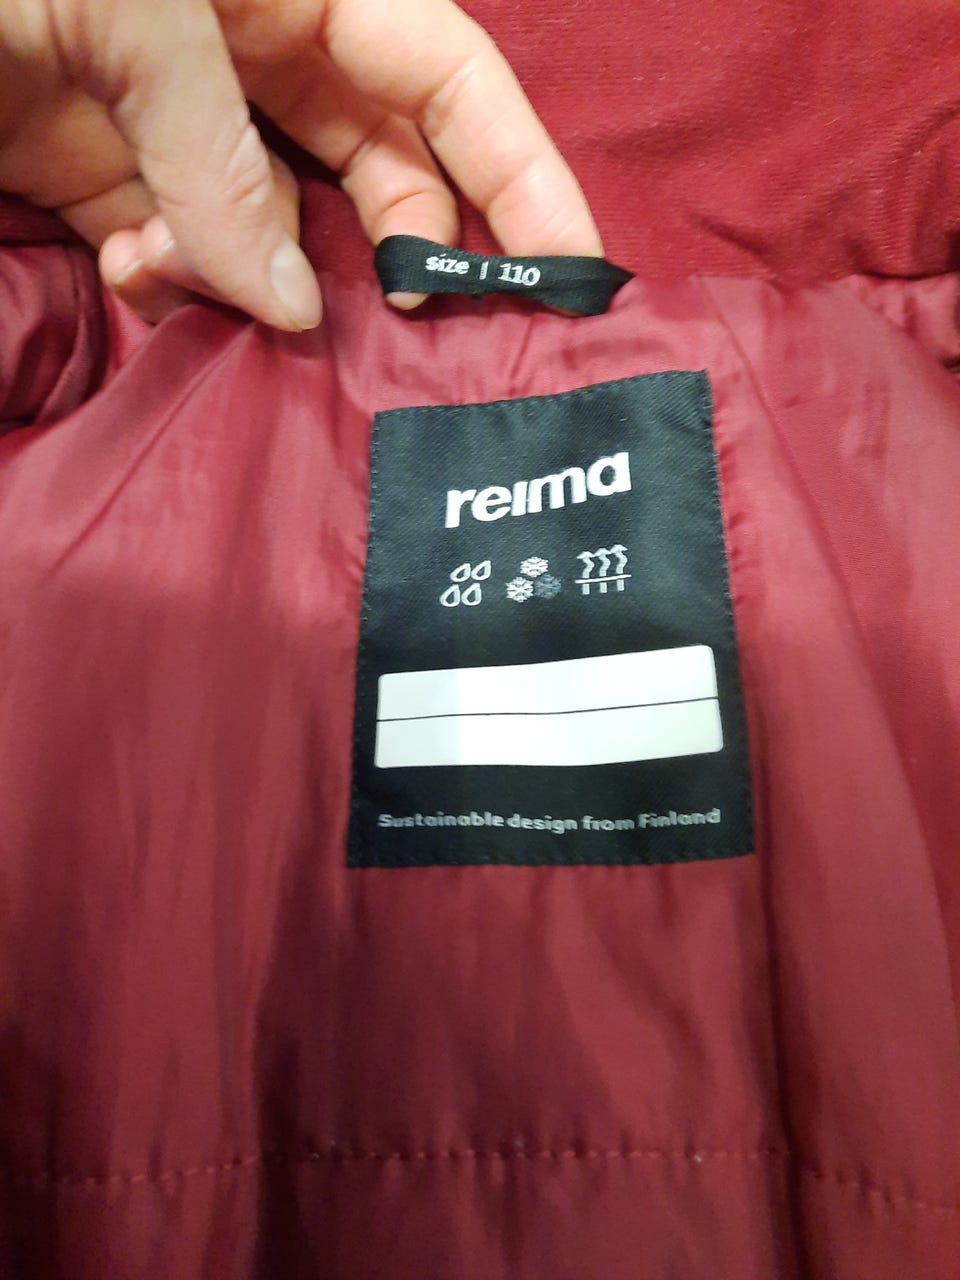 size | 110
reima
Sustainable design from Finland